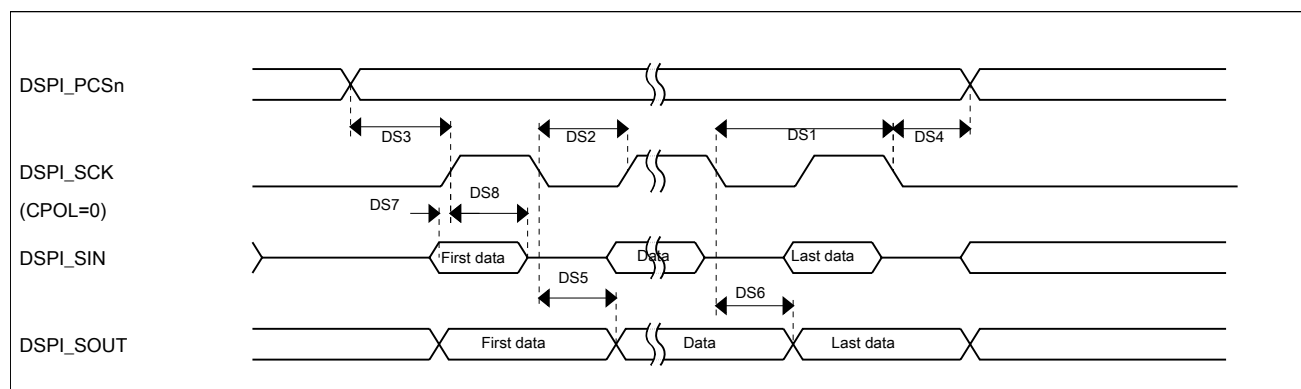 DSPI_PCSn
DS3
DS2
DS1
DS4
DSPI_SCK
(CPOL=0)
DS7
DS8
DSPI_SIN
First data
Data
Last data
DS5
DS6
DSPI_SOUT
First data
Data
Last data